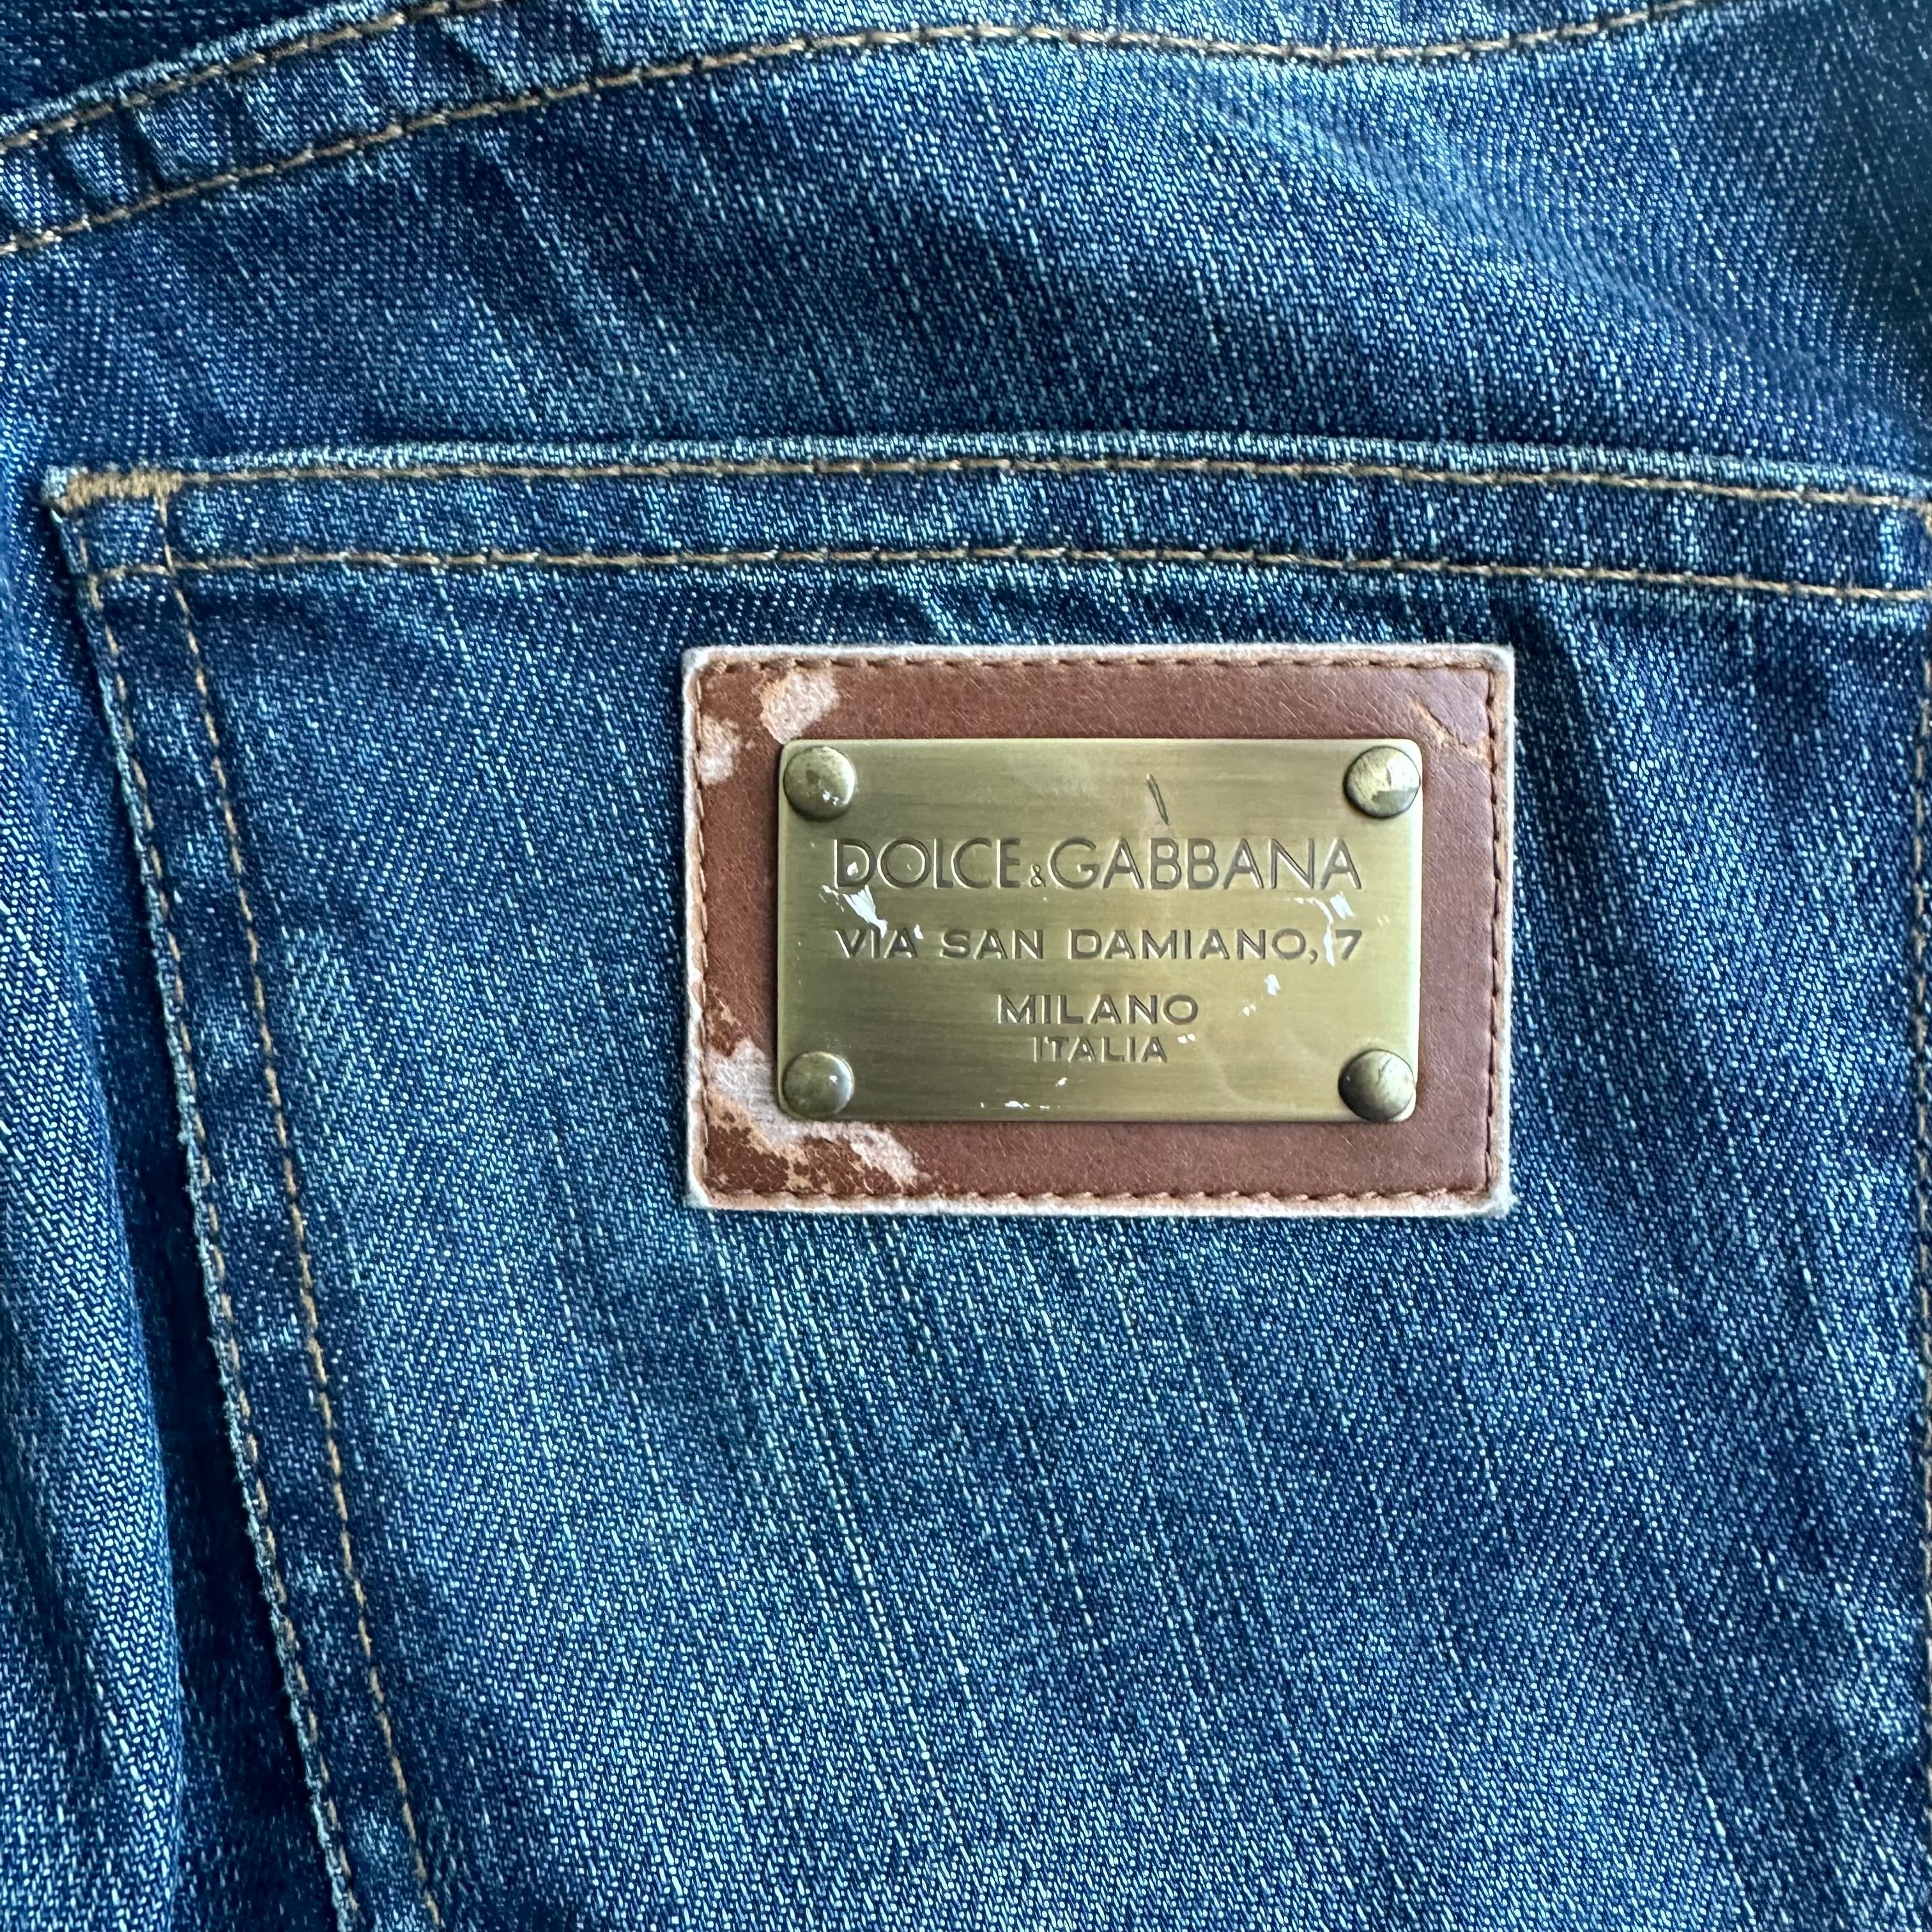 DOLCE&GABBANA
VIA SAN DAMIANO, 7
MILANO
ITALIA